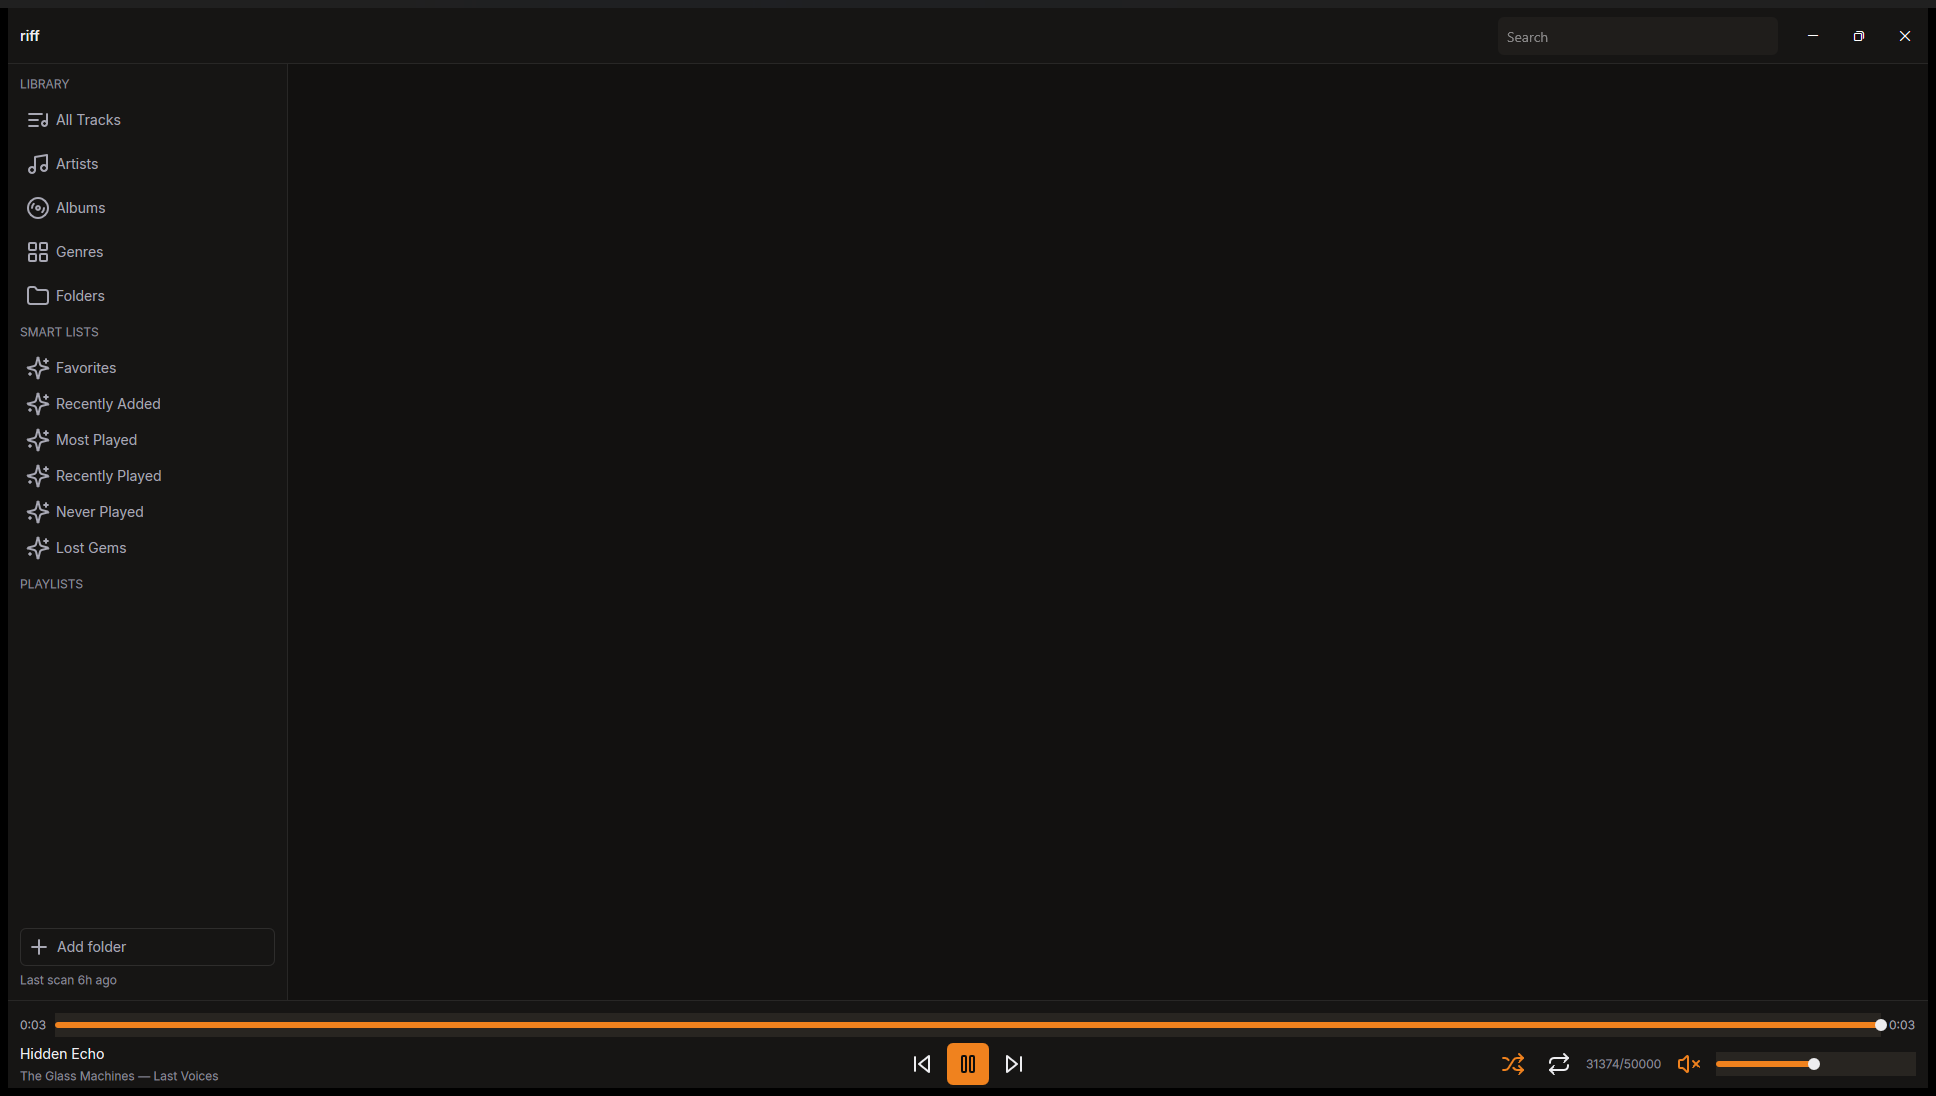 riff
Search
LIBRARY
All Tracks
Artists
Albums
Genres
Folders
SMART LISTS
Favorites
Recently Added
Most Played
Recently Played
Never Played
Lost Gems
PLAYLISTS
Add folder
Last scan 6h ago
0:03
0:03
Hidden Echo
The Glass Machines — Last Voices
31374/50000